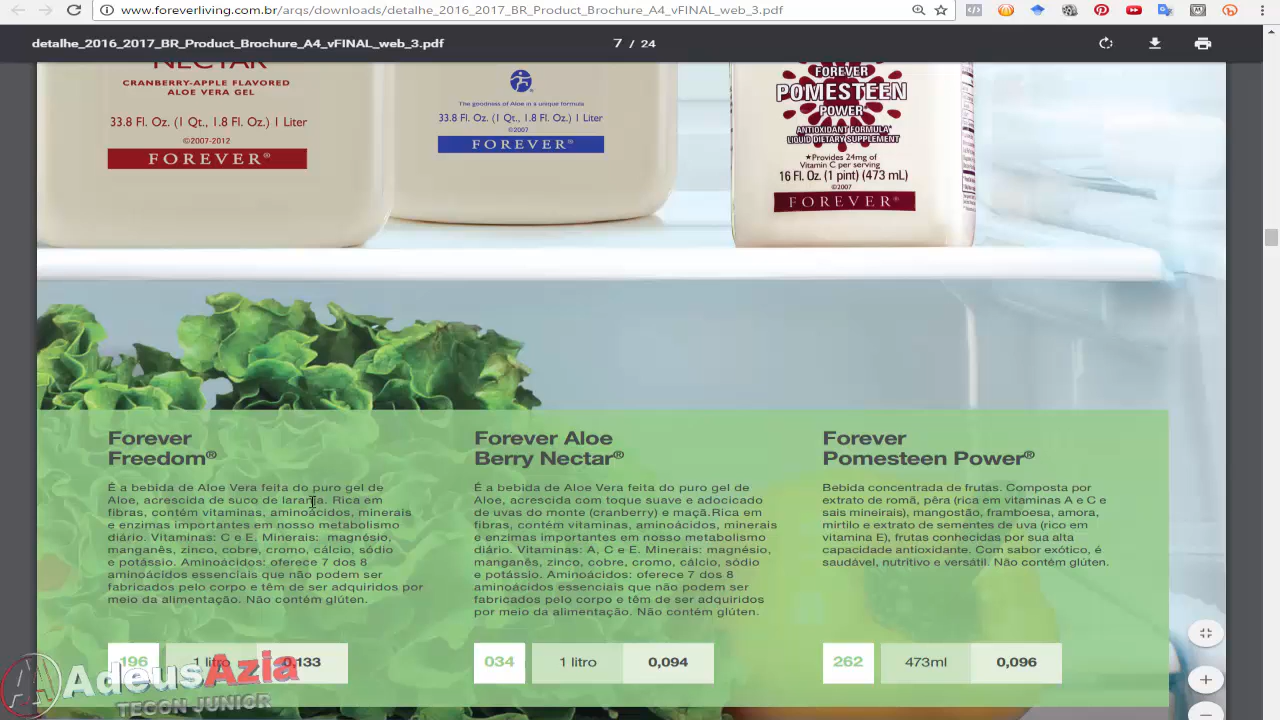 www.foreverliving.com.br/arqs/downloads/detalhe_2016_2017_BR_Product_Brochure_A4_vFINAL_web_3.pdf
detalhe_2016_2017_BR_Product_Brochure_A4_vFINAL_web_3.pdf
7 / 24
NECTAR
CRANBERRY-APPLE FLAVORED
ALOE VERA GEL
33.8 Fl. Oz. (1 Qt., 1.8 Fl. Oz.) 1 Liter
©2007-2012
FOREVER®
The goodness of Aloe in a unique formula
33.8 Fl. Oz. (1 Qt., 1.8 Fl. Oz.) 1 Liter
©2007
FOREVER®
FOREVER
POMESTEEN
POWER
ANTIOXIDANT FORMULA
LIQUID DIETARY SUPPLEMENT
★Provides 24mg of
Vitamin C per serving
16 Fl. Oz. (1 pint) (473 mL)
©2007
FOREVER®
Forever
Freedom®
É a bebida de Aloe Vera feita do puro gel de
Aloe, acrescida de suco de laranja. Rica em
fibras, contém vitaminas, aminoácidos, minerais
e enzimas importantes em nosso metabolismo
diário. Vitaminas: C e E. Minerais: magnésio,
manganês, zinco, cobre, cromo, cálcio, sódio
e potássio. Aminoácidos: oferece 7 dos 8
aminoácidos essenciais que não podem ser
fabricados pelo corpo e têm de ser adquiridos por
meio da alimentação. Não contém glúten.
196 1 litro 0,133
Forever Aloe
Berry Nectar®
É a bebida de Aloe Vera feita do puro gel de
Aloe, acrescida com toque suave e adocicado
de uvas do monte (cranberry) e maçã.Rica em
fibras, contém vitaminas, aminoácidos, minerais
e enzimas importantes em nosso metabolismo
diário. Vitaminas: A, C e E. Minerais: magnésio,
manganês, zinco, cobre, cromo, cálcio, sódio
e potássio. Aminoácidos: oferece 7 dos 8
aminoácidos essenciais que não podem ser
fabricados pelo corpo e têm de ser adquiridos
por meio da alimentação. Não contém glúten.
034 1 litro 0,094
Forever
Pomesteen Power®
Bebida concentrada de frutas. Composta por
extrato de romã, pêra (rica em vitaminas A e C e
sais mineirais), mangostão, framboesa, amora,
mirtilo e extrato de sementes de uva (rico em
vitamina E), frutas conhecidas por sua alta
capacidade antioxidante. Com sabor exótico, é
saudável, nutritivo e versátil. Não contém glúten.
262 473ml 0,096
AdeusAzia
TECON JUNIOR